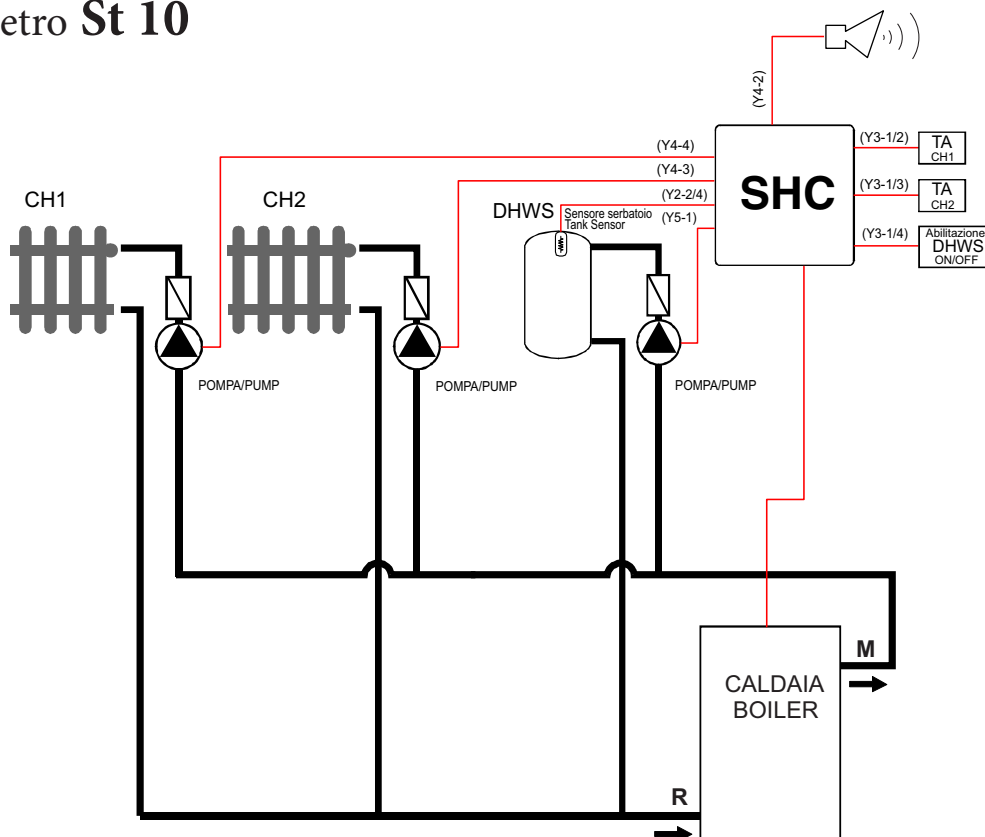 etro St 10
(Y4-2)
(Y4-4)
(Y4-3)
(Y2-2/4)
(Y5-1)
SHC
(Y3-1/2)
TA
CH1
(Y3-1/3)
TA
CH2
(Y3-1/4)
Abilitazione
DHWS
ON/OFF
CH1
CH2
DHWS
Sensore serbatoio
Tank Sensor
POMPA/PUMP
POMPA/PUMP
POMPA/PUMP
M
CALDAIA
BOILER
R